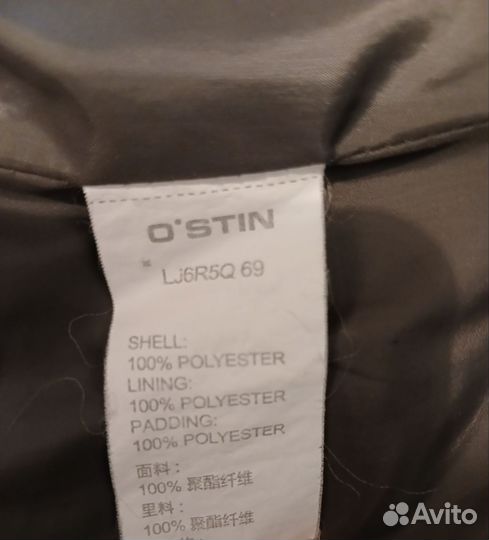 O'STIN
LJ6R5Q 69
SHELL:
100% POLYESTER
LINING:
100% POLYESTER
PADDING:
100% POLYESTER
面料：
100% 聚酯纤维
里料：
100% 聚酯纤维
Avito